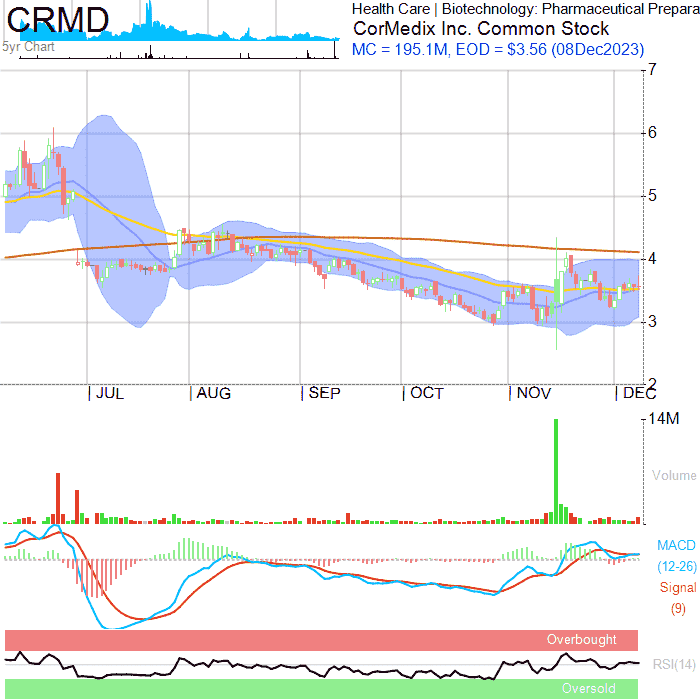 CRMD
5yr Chart
Health Care | Biotechnology: Pharmaceutical Prepara
CorMedix Inc. Common Stock
MC = 195.1M, EOD = $3.56 (08Dec2023)
7
6
5
4
3
2
JUL AUG SEP OCT NOV DEC
14M
Volume
MACD
(12-26)
Signal
(9)
Overbought
RSI(14)
Oversold